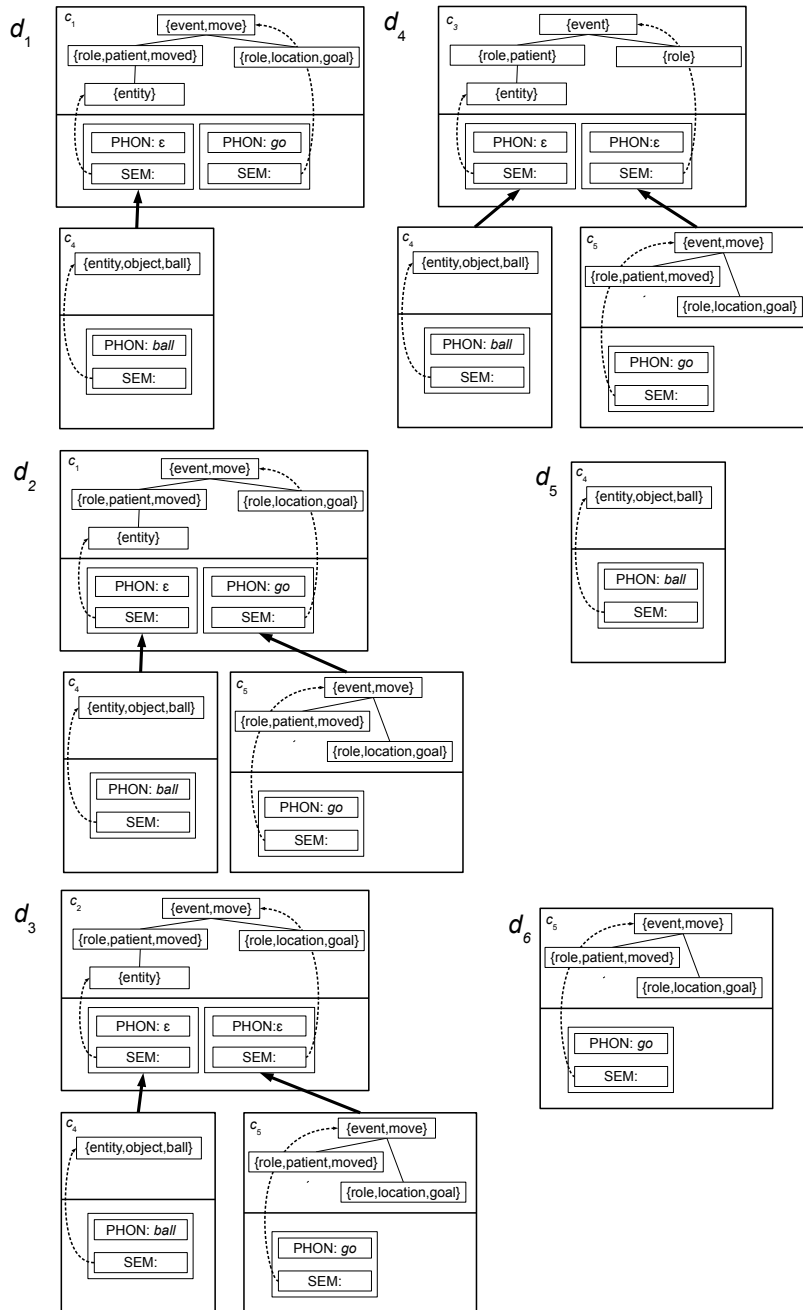 d1
c1
{event,move}
{role,patient,moved}
{role,location,goal}
{entity}
PHON: ε
PHON: go
SEM:
SEM:
c4
{entity,object,ball}
PHON: ball
SEM:
d4
c3
{event}
{role,patient}
{role}
{entity}
PHON: ε
PHON:ε
SEM:
SEM:
c4
{entity,object,ball}
PHON: ball
SEM:
c5
{event,move}
{role,patient,moved}
{role,location,goal}
PHON: go
SEM:
d2
c1
{event,move}
{role,patient,moved}
{role,location,goal}
{entity}
PHON: ε
PHON: go
SEM:
SEM:
c4
{entity,object,ball}
PHON: ball
SEM:
c5
{event,move}
{role,patient,moved}
{role,location,goal}
PHON: go
SEM:
d5
c4
{entity,object,ball}
PHON: ball
SEM:
d3
c2
{event,move}
{role,patient,moved}
{role,location,goal}
{entity}
PHON: ε
PHON:ε
SEM:
SEM:
c4
{entity,object,ball}
PHON: ball
SEM:
c5
{event,move}
{role,patient,moved}
{role,location,goal}
PHON: go
SEM:
d6
c5
{event,move}
{role,patient,moved}
{role,location,goal}
PHON: go
SEM: